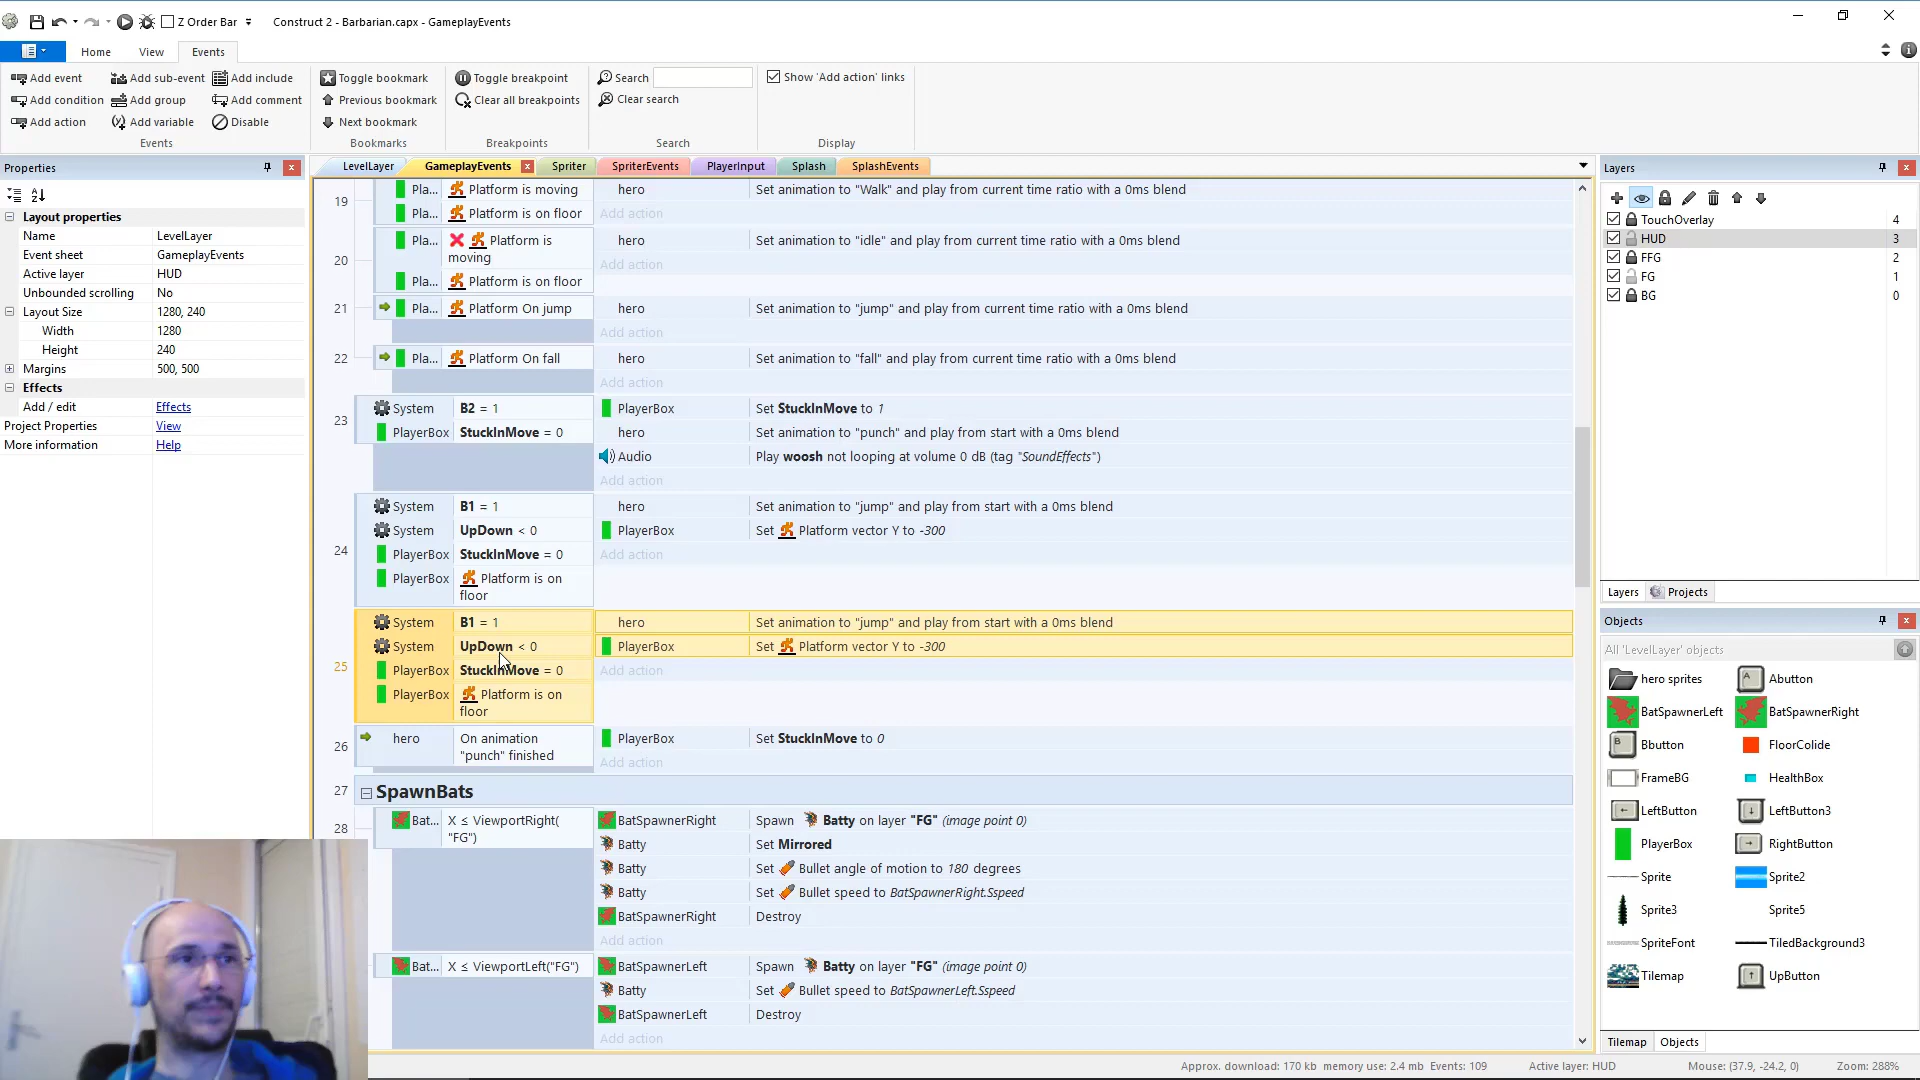 Z Order Bar
Construct 2 - Barbarian.capx - GameplayEvents
Home View Events
Add event Add sub-event Add include
Add condition Add group Add comment
Add action Add variable Disable
Events
Toggle bookmark
Previous bookmark
Next bookmark
Bookmarks
Toggle breakpoint
Clear all breakpoints
Breakpoints
Search
Clear search
Search
Show 'Add action' links
Display
Properties
Layout properties
Name LevelLayer
Event sheet GameplayEvents
Active layer HUD
Unbounded scrolling No
Layout Size 1280, 240
Width 1280
Height 240
Margins 500, 500
Effects
Add / edit Effects
Project Properties View
More information Help
LevelLayer GameplayEvents Spriter SpriterEvents PlayerInput Splash SplashEvents
19 Pla... Platform is moving hero Set animation to "Walk" and play from current time ratio with a 0ms blend
Pla... Platform is on floor Add action
20 Pla... Platform is moving hero Set animation to "idle" and play from current time ratio with a 0ms blend
Add action
Pla... Platform is on floor
21 Pla... Platform On jump hero Set animation to "jump" and play from current time ratio with a 0ms blend
Add action
22 Pla... Platform On fall hero Set animation to "fall" and play from current time ratio with a 0ms blend
Add action
23 System B2 = 1 PlayerBox Set StuckInMove to 1
PlayerBox StuckInMove = 0 hero Set animation to "punch" and play from start with a 0ms blend
Audio Play woosh not looping at volume 0 dB (tag "SoundEffects")
Add action
24 System B1 = 1 hero Set animation to "jump" and play from start with a 0ms blend
System UpDown < 0 PlayerBox Set Platform vector Y to -300
PlayerBox StuckInMove = 0 Add action
PlayerBox Platform is on floor
25 System B1 = 1 hero Set animation to "jump" and play from start with a 0ms blend
System UpDown < 0 PlayerBox Set Platform vector Y to -300
PlayerBox StuckInMove = 0 Add action
PlayerBox Platform is on floor
26 hero On animation "punch" finished PlayerBox Set StuckInMove to 0
Add action
27 SpawnBats
28 Bat... X ≤ ViewportRight("FG") BatSpawnerRight Spawn Batty on layer "FG" (image point 0)
Batty Set Mirrored
Batty Set Bullet angle of motion to 180 degrees
Batty Set Bullet speed to BatSpawnerRight.Sspeed
BatSpawnerRight Destroy
Add action
Bat... X ≤ ViewportLeft("FG") BatSpawnerLeft Spawn Batty on layer "FG" (image point 0)
Batty Set Bullet speed to BatSpawnerLeft.Sspeed
BatSpawnerLeft Destroy
Add action
Layers
TouchOverlay 4
HUD 3
FFG 2
FG 1
BG 0
Layers Projects
Objects
All 'LevelLayer' objects
hero sprites A Abutton
BatSpawnerLeft BatSpawnerRight
B Bbutton FloorColide
FrameBG HealthBox
LeftButton LeftButton3
PlayerBox RightButton
Sprite Sprite2
Sprite3 Sprite5
SpriteFont TiledBackground3
Tilemap UpButton
Tilemap Objects
Approx. download: 170 kb memory use: 2.4 mb Events: 109 Active layer: HUD Mouse: (37.9, -24.2, 0) Zoom: 288%